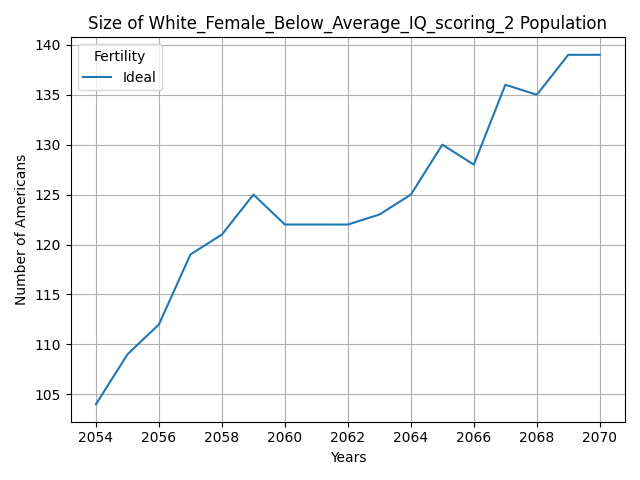 Size of White_Female_Below_Average_IQ_scoring_2 Population
Fertility
Ideal
140
135
130
125
120
115
110
105
Number of Americans
2054 2056 2058 2060 2062 2064 2066 2068 2070
Years